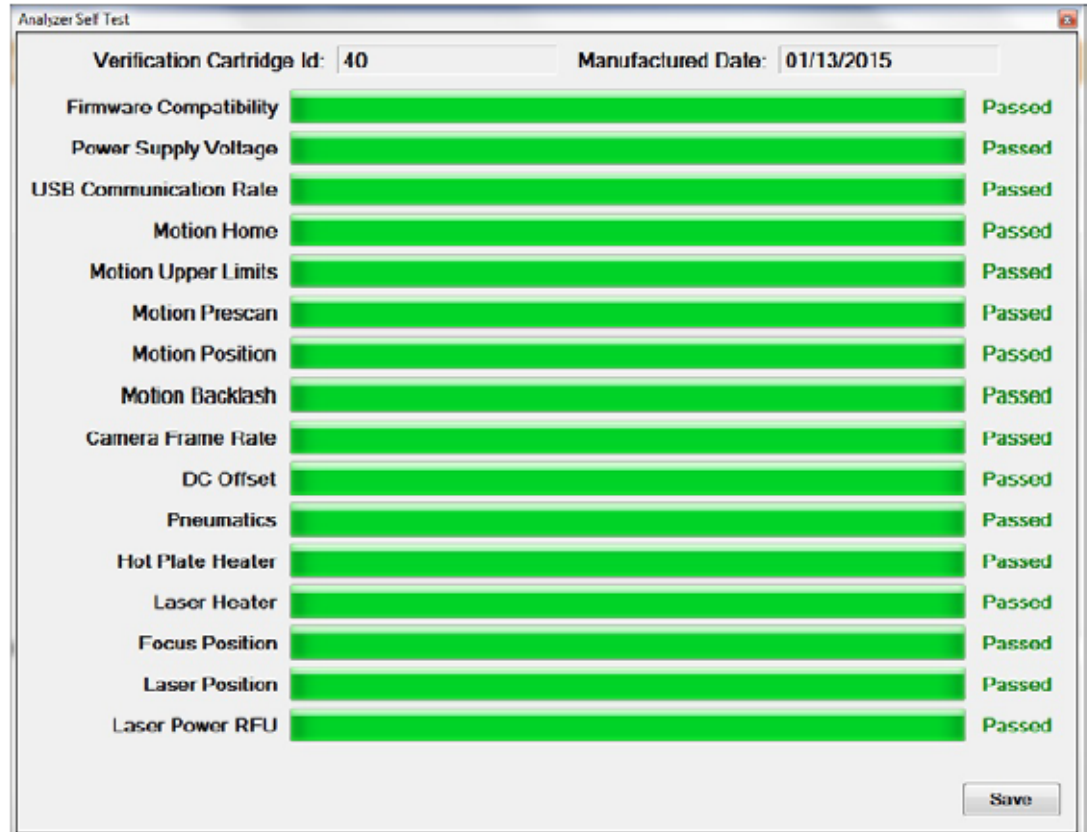 Analyzer Self Test
Verification Cartridge Id: 40 Manufactured Date: 01/13/2015
Firmware Compatibility Passed
Power Supply Voltage Passed
USB Communication Rate Passed
Motion Home Passed
Motion Upper Limits Passed
Motion Prescan Passed
Motion Position Passed
Motion Backlash Passed
Camera Frame Rate Passed
DC Offset Passed
Pneumatics Passed
Hot Plate Heater Passed
Laser Heater Passed
Focus Position Passed
Laser Position Passed
Laser Power RFU Passed
Save